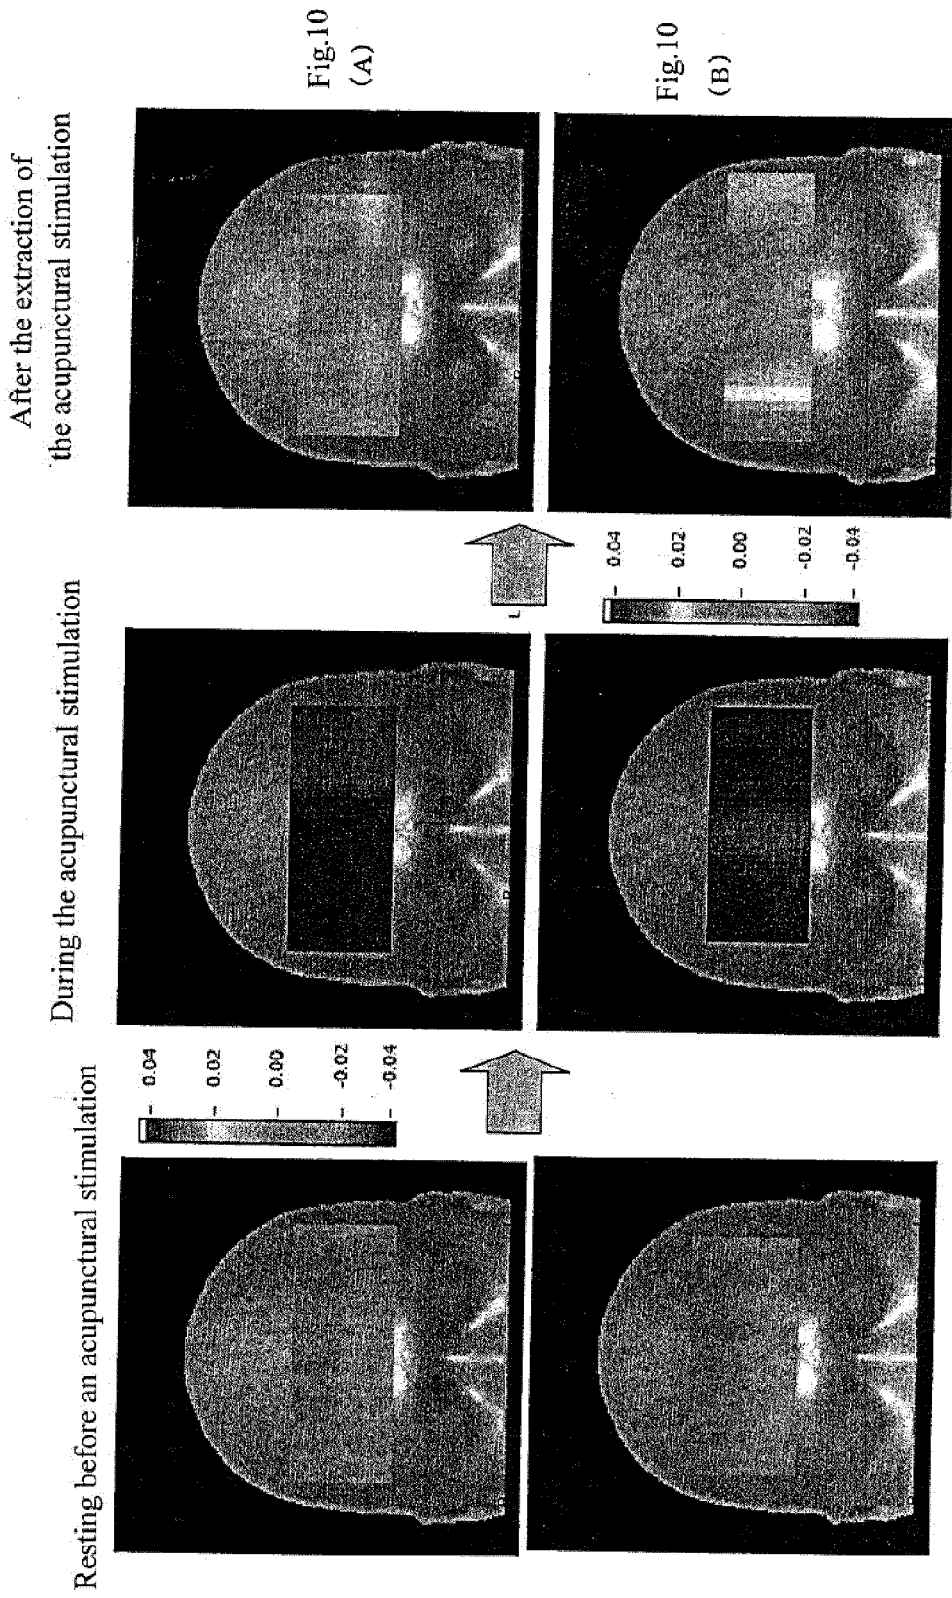 Resting before an acupunctural stimulation
During the acupunctural stimulation
After the extraction of
the acupunctural stimulation
0.04
0.02
0.00
-0.02
-0.04
Fig.10
(A)
L
0.04
0.02
0.00
-0.02
-0.04
Fig.10
(B)